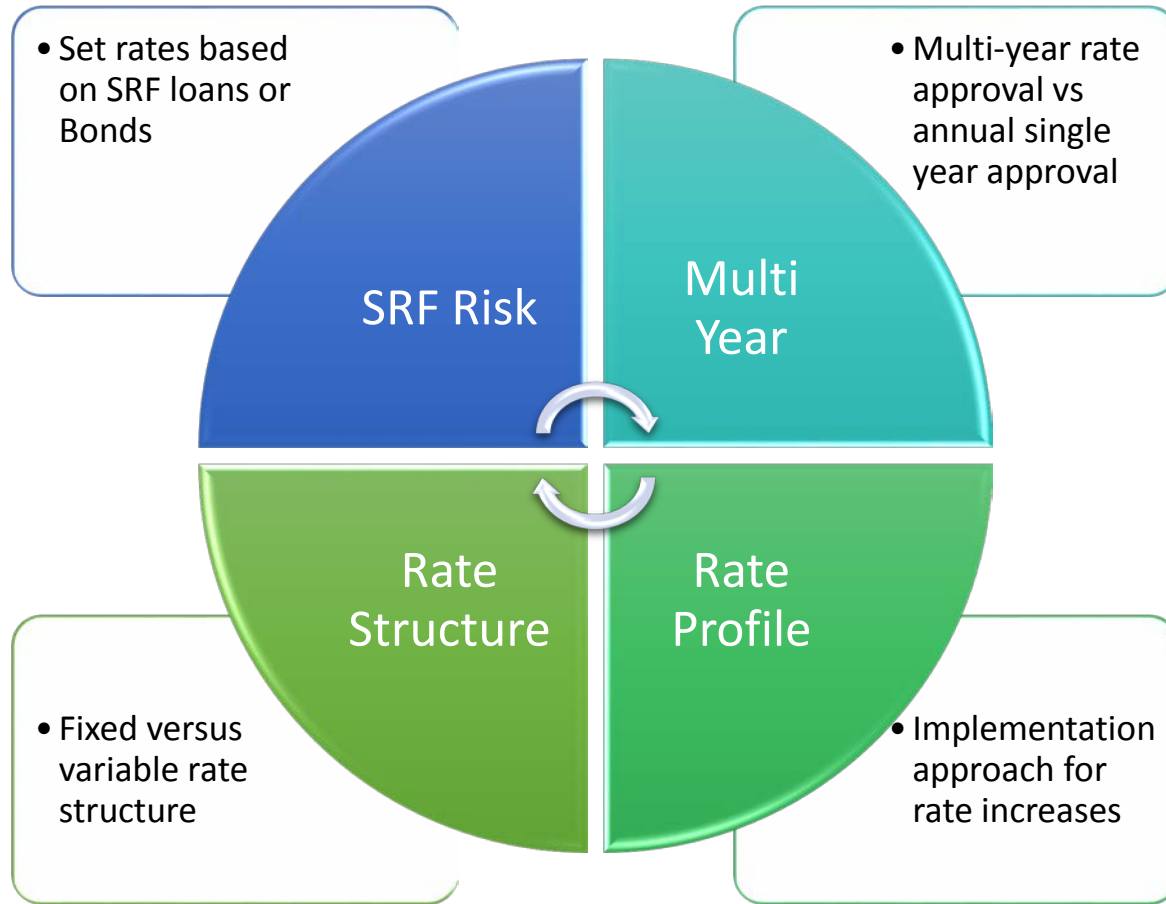 • Set rates based
on SRF loans or
Bonds
• Multi-year rate
approval vs
annual single
year approval
SRF Risk
Multi
Year
Rate
Structure
Rate
Profile
• Fixed versus
variable rate
structure
• Implementation
approach for
rate increases